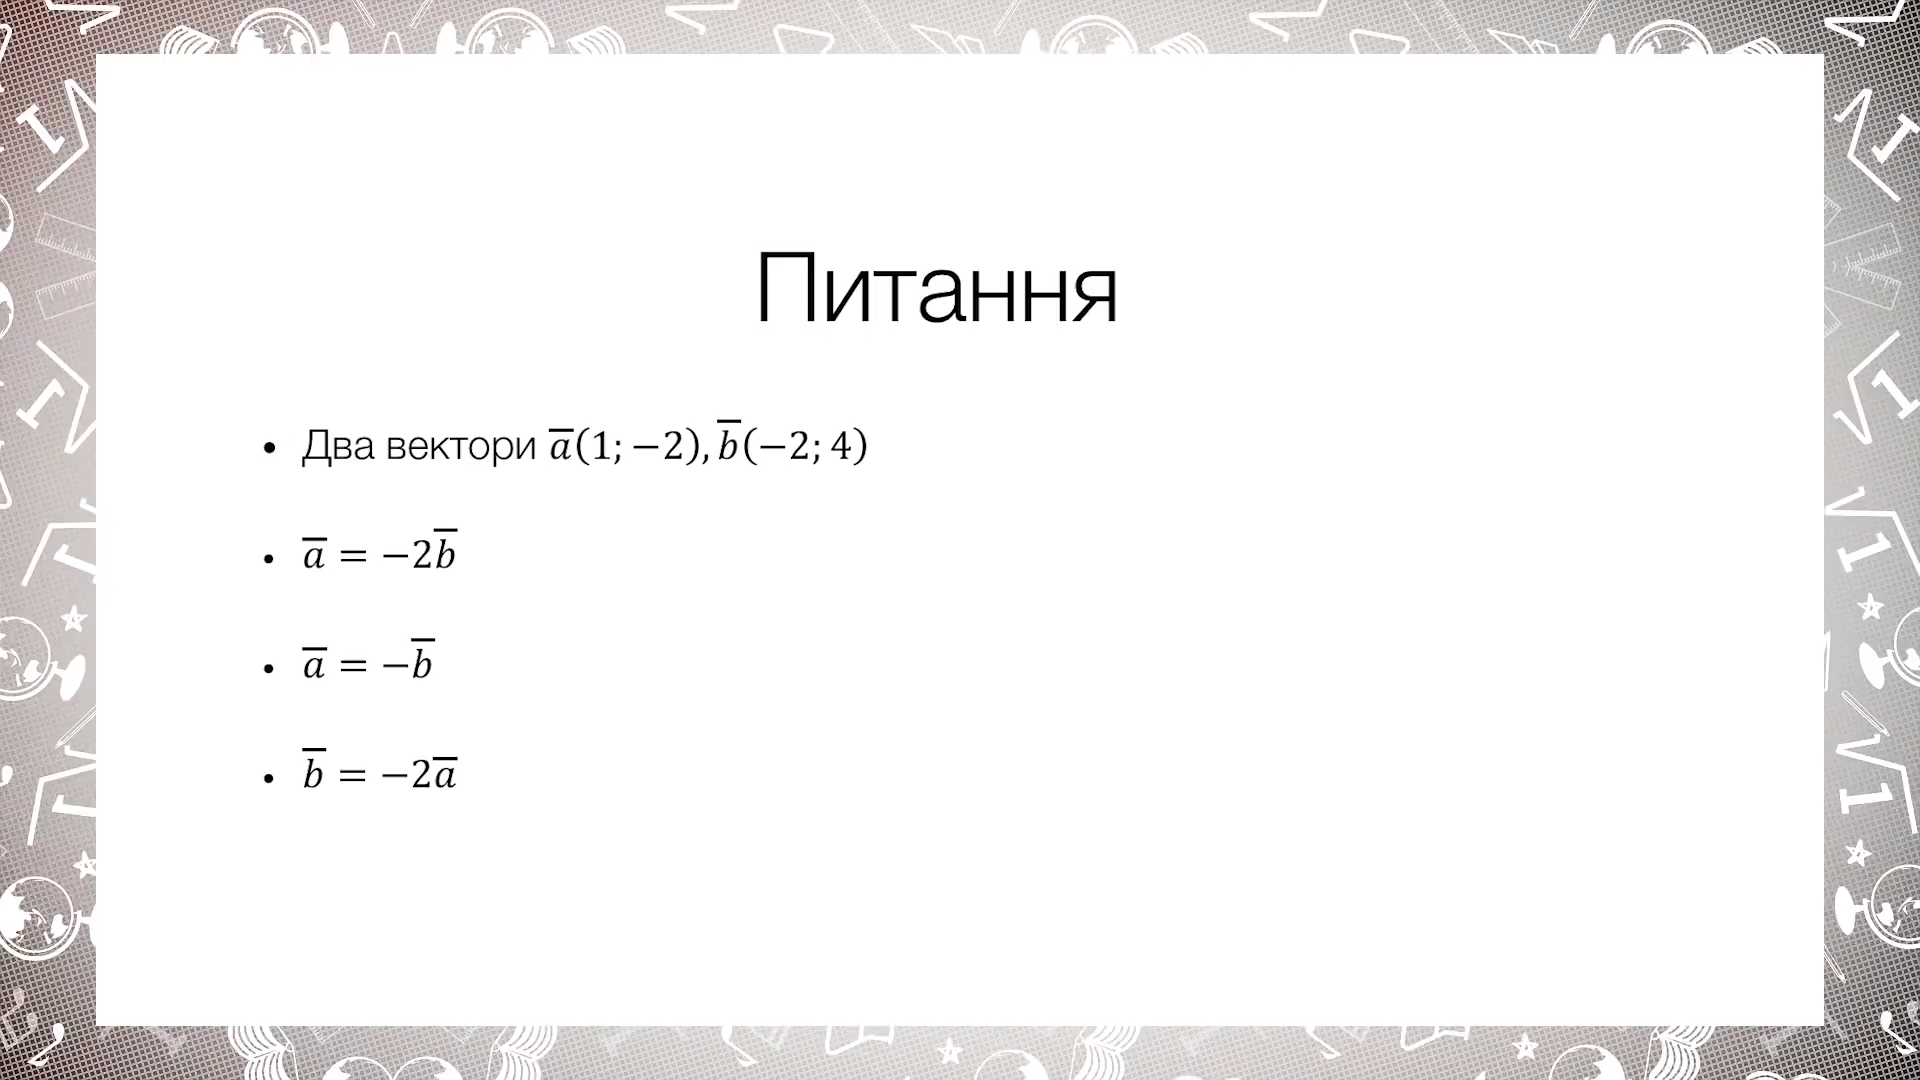 Питання
• Два вектори a̅(1; −2), b̅(−2; 4)
• a̅ = −2b̅
• a̅ = −b̅
• b̅ = −2a̅